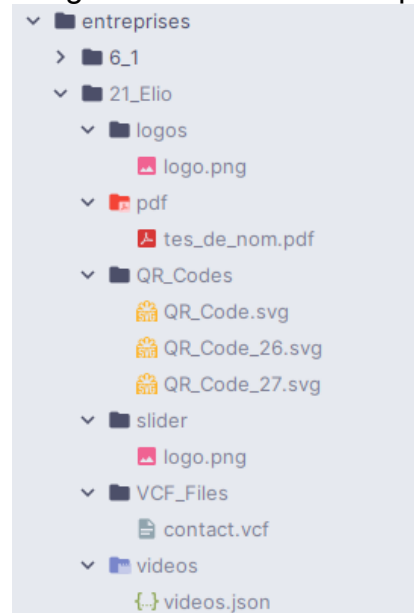 entreprises
6_1
21_Elio
logos
logo.png
pdf
tes_de_nom.pdf
QR_Codes
QR_Code.svg
QR_Code_26.svg
QR_Code_27.svg
slider
logo.png
VCF_Files
contact.vcf
videos
{..} videos.json